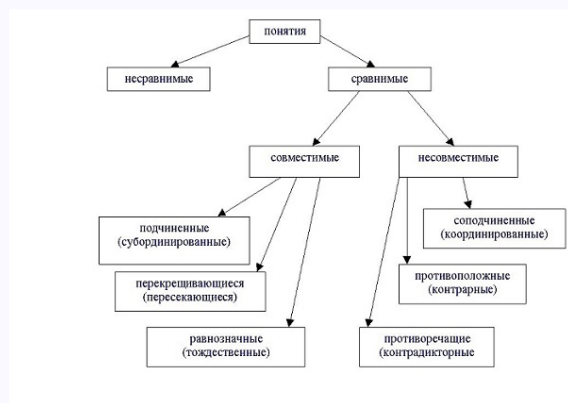 понятия
несравнимые
сравнимые
совместимые
несовместимые
подчиненные
(субординированные)
соподчиненные
(координированные)
перекрещивающиеся
(пересекающиеся)
противоположные
(контрарные)
равнозначные
(тождественные)
противоречащие
(контрадикторные